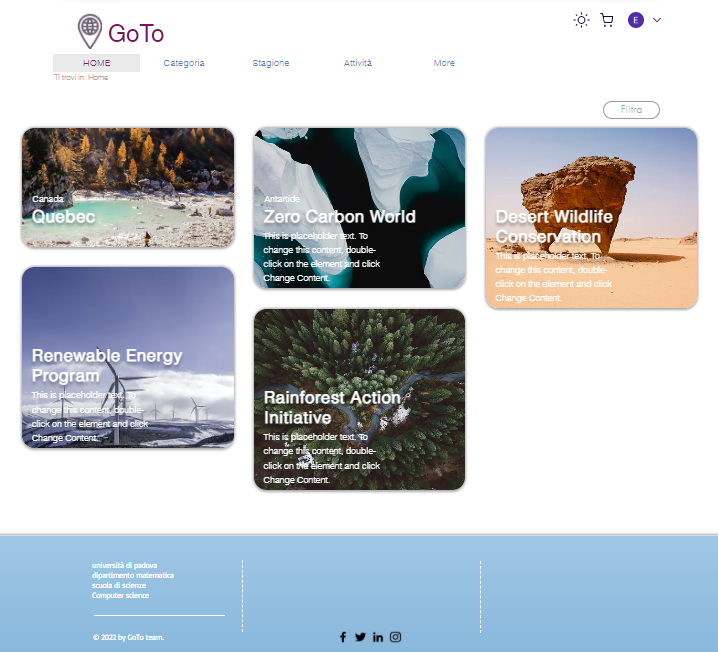 GoTo
E
HOME
Categoria
Stagione
Attività
More
Ti trovi in: Home
Filtra
Canada
Quebec
Antartide
Zero Carbon World
This is placeholder text. To
change this content, double-
click on the element and click
Change Content.
Desert Wildlife
Conservation
This is placeholder text. To
change this content, double-
click on the element and click
Change Content.
Renewable Energy
Program
This is placeholder text. To
change this content, double-
click on the element and click
Change Content.
Rainforest Action
Initiative
This is placeholder text. To
change this content, double-
click on the element and click
Change Content.
università di padova
dipartimento matematica
scuola di scienze
Computer science
© 2022 by GoTo team.